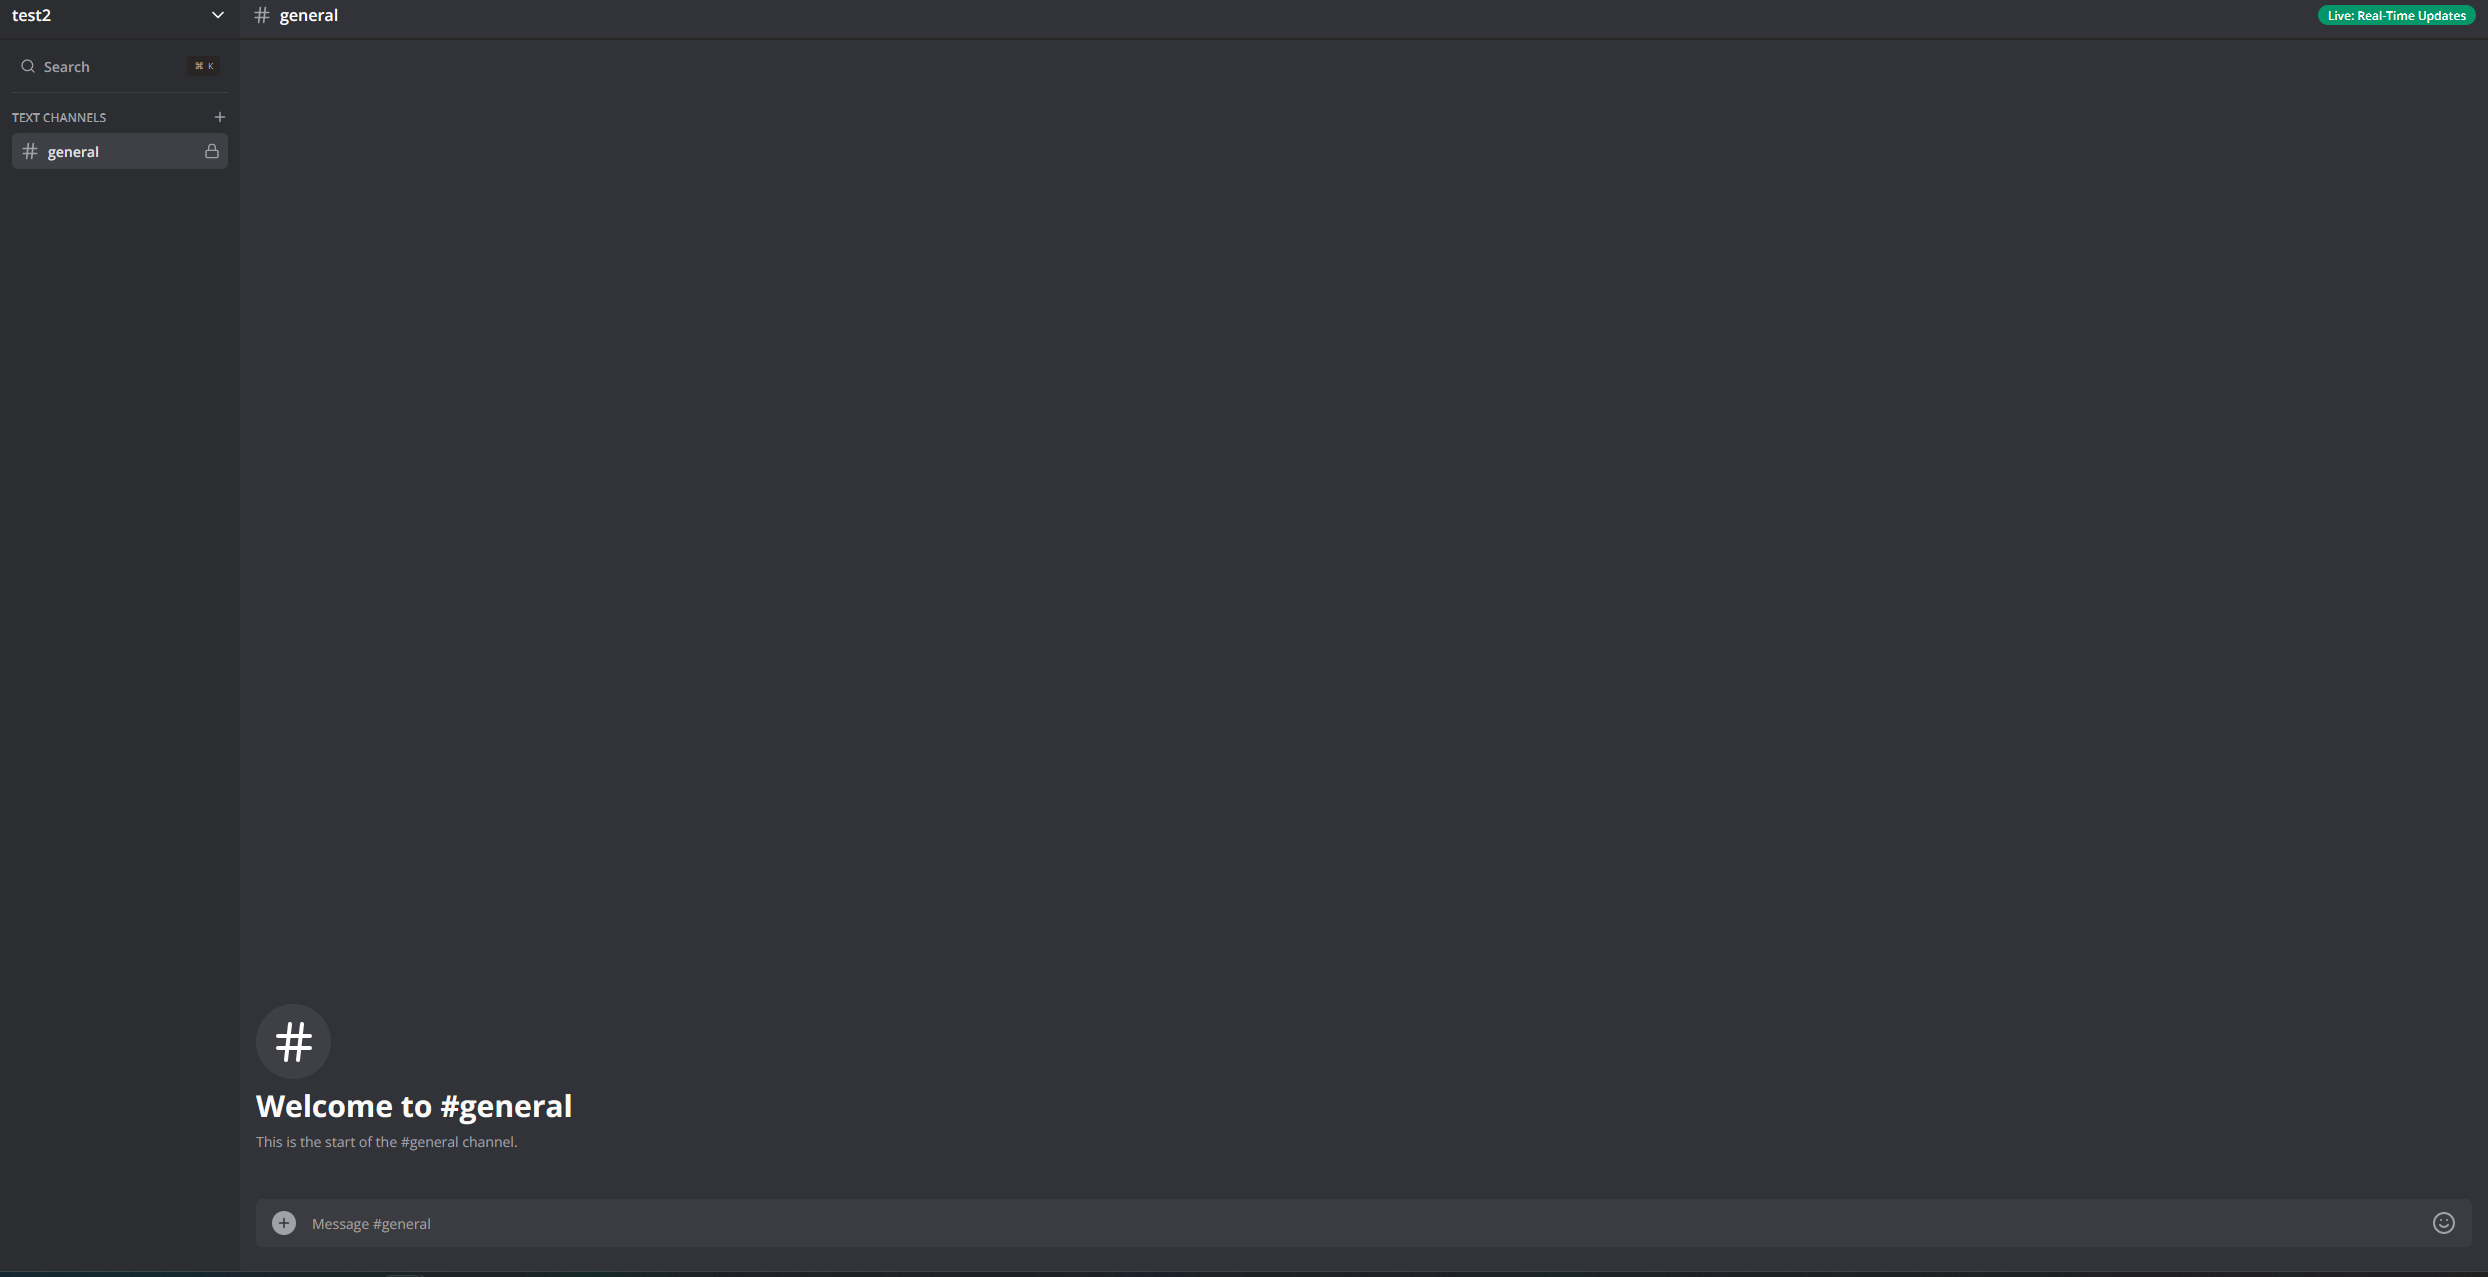 test2
# general
Live: Real-Time Updates
Search
⌘ K
TEXT CHANNELS
+
# general
#
Welcome to #general
This is the start of the #general channel.
Message #general